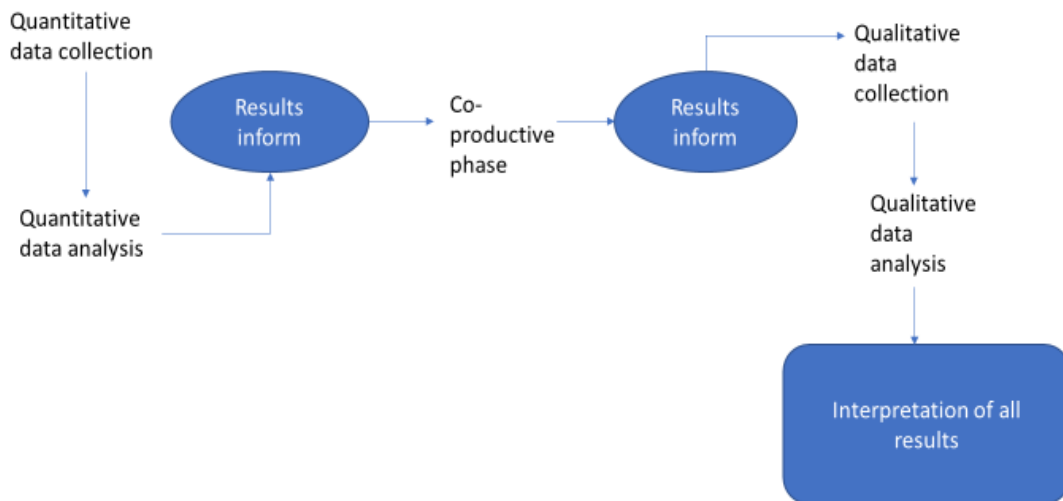 Quantitative
data collection
Quantitative
data analysis
Results
inform
Co-
productive
phase
Results
inform
Qualitative
data
collection
Qualitative
data
analysis
Interpretation of all
results